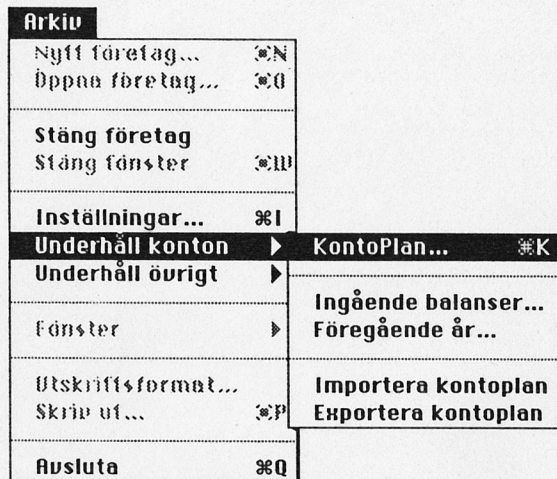 Arkiv
Nytt företag... ⌘N
Öppna företag... ⌘O
Stäng företag
Stäng fönster ⌘W
Inställningar... ⌘I
Underhåll konton
Underhåll övrigt
Fönster
Utskriftsformat...
Skriv ut... ⌘P
Avsluta ⌘Q
KontoPlan... ⌘K
Ingående balanser...
Föregående år...
Importera kontoplan
Exportera kontoplan